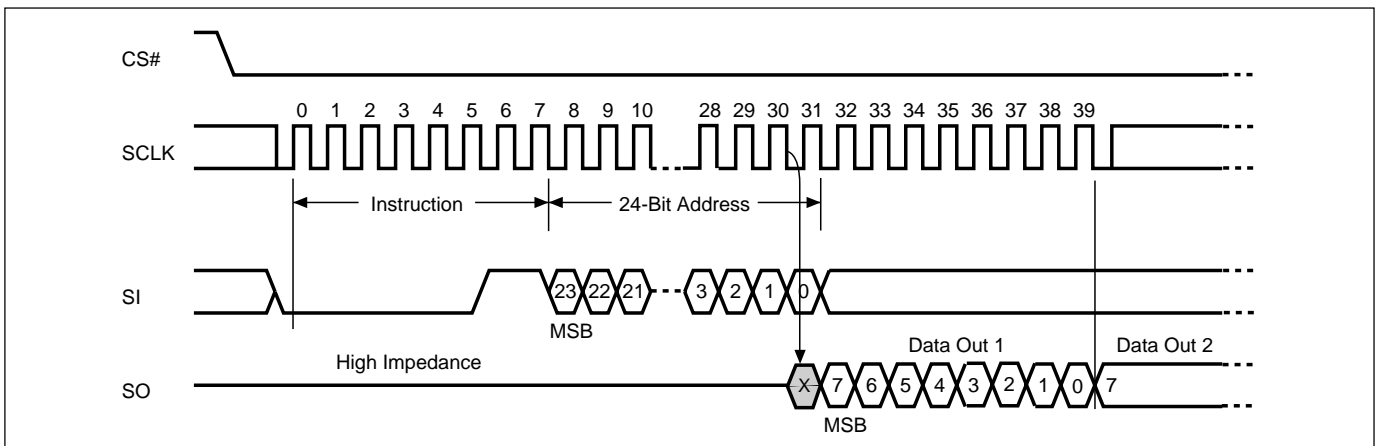 CS#
0 1 2 3 4 5 6 7 8 9 10 28 29 30 31 32 33 34 35 36 37 38 39
SCLK
Instruction 24-Bit Address
SI 23 22 21 3 2 1 0
MSB
High Impedance Data Out 1 Data Out 2
SO X 7 6 5 4 3 2 1 0 7
MSB